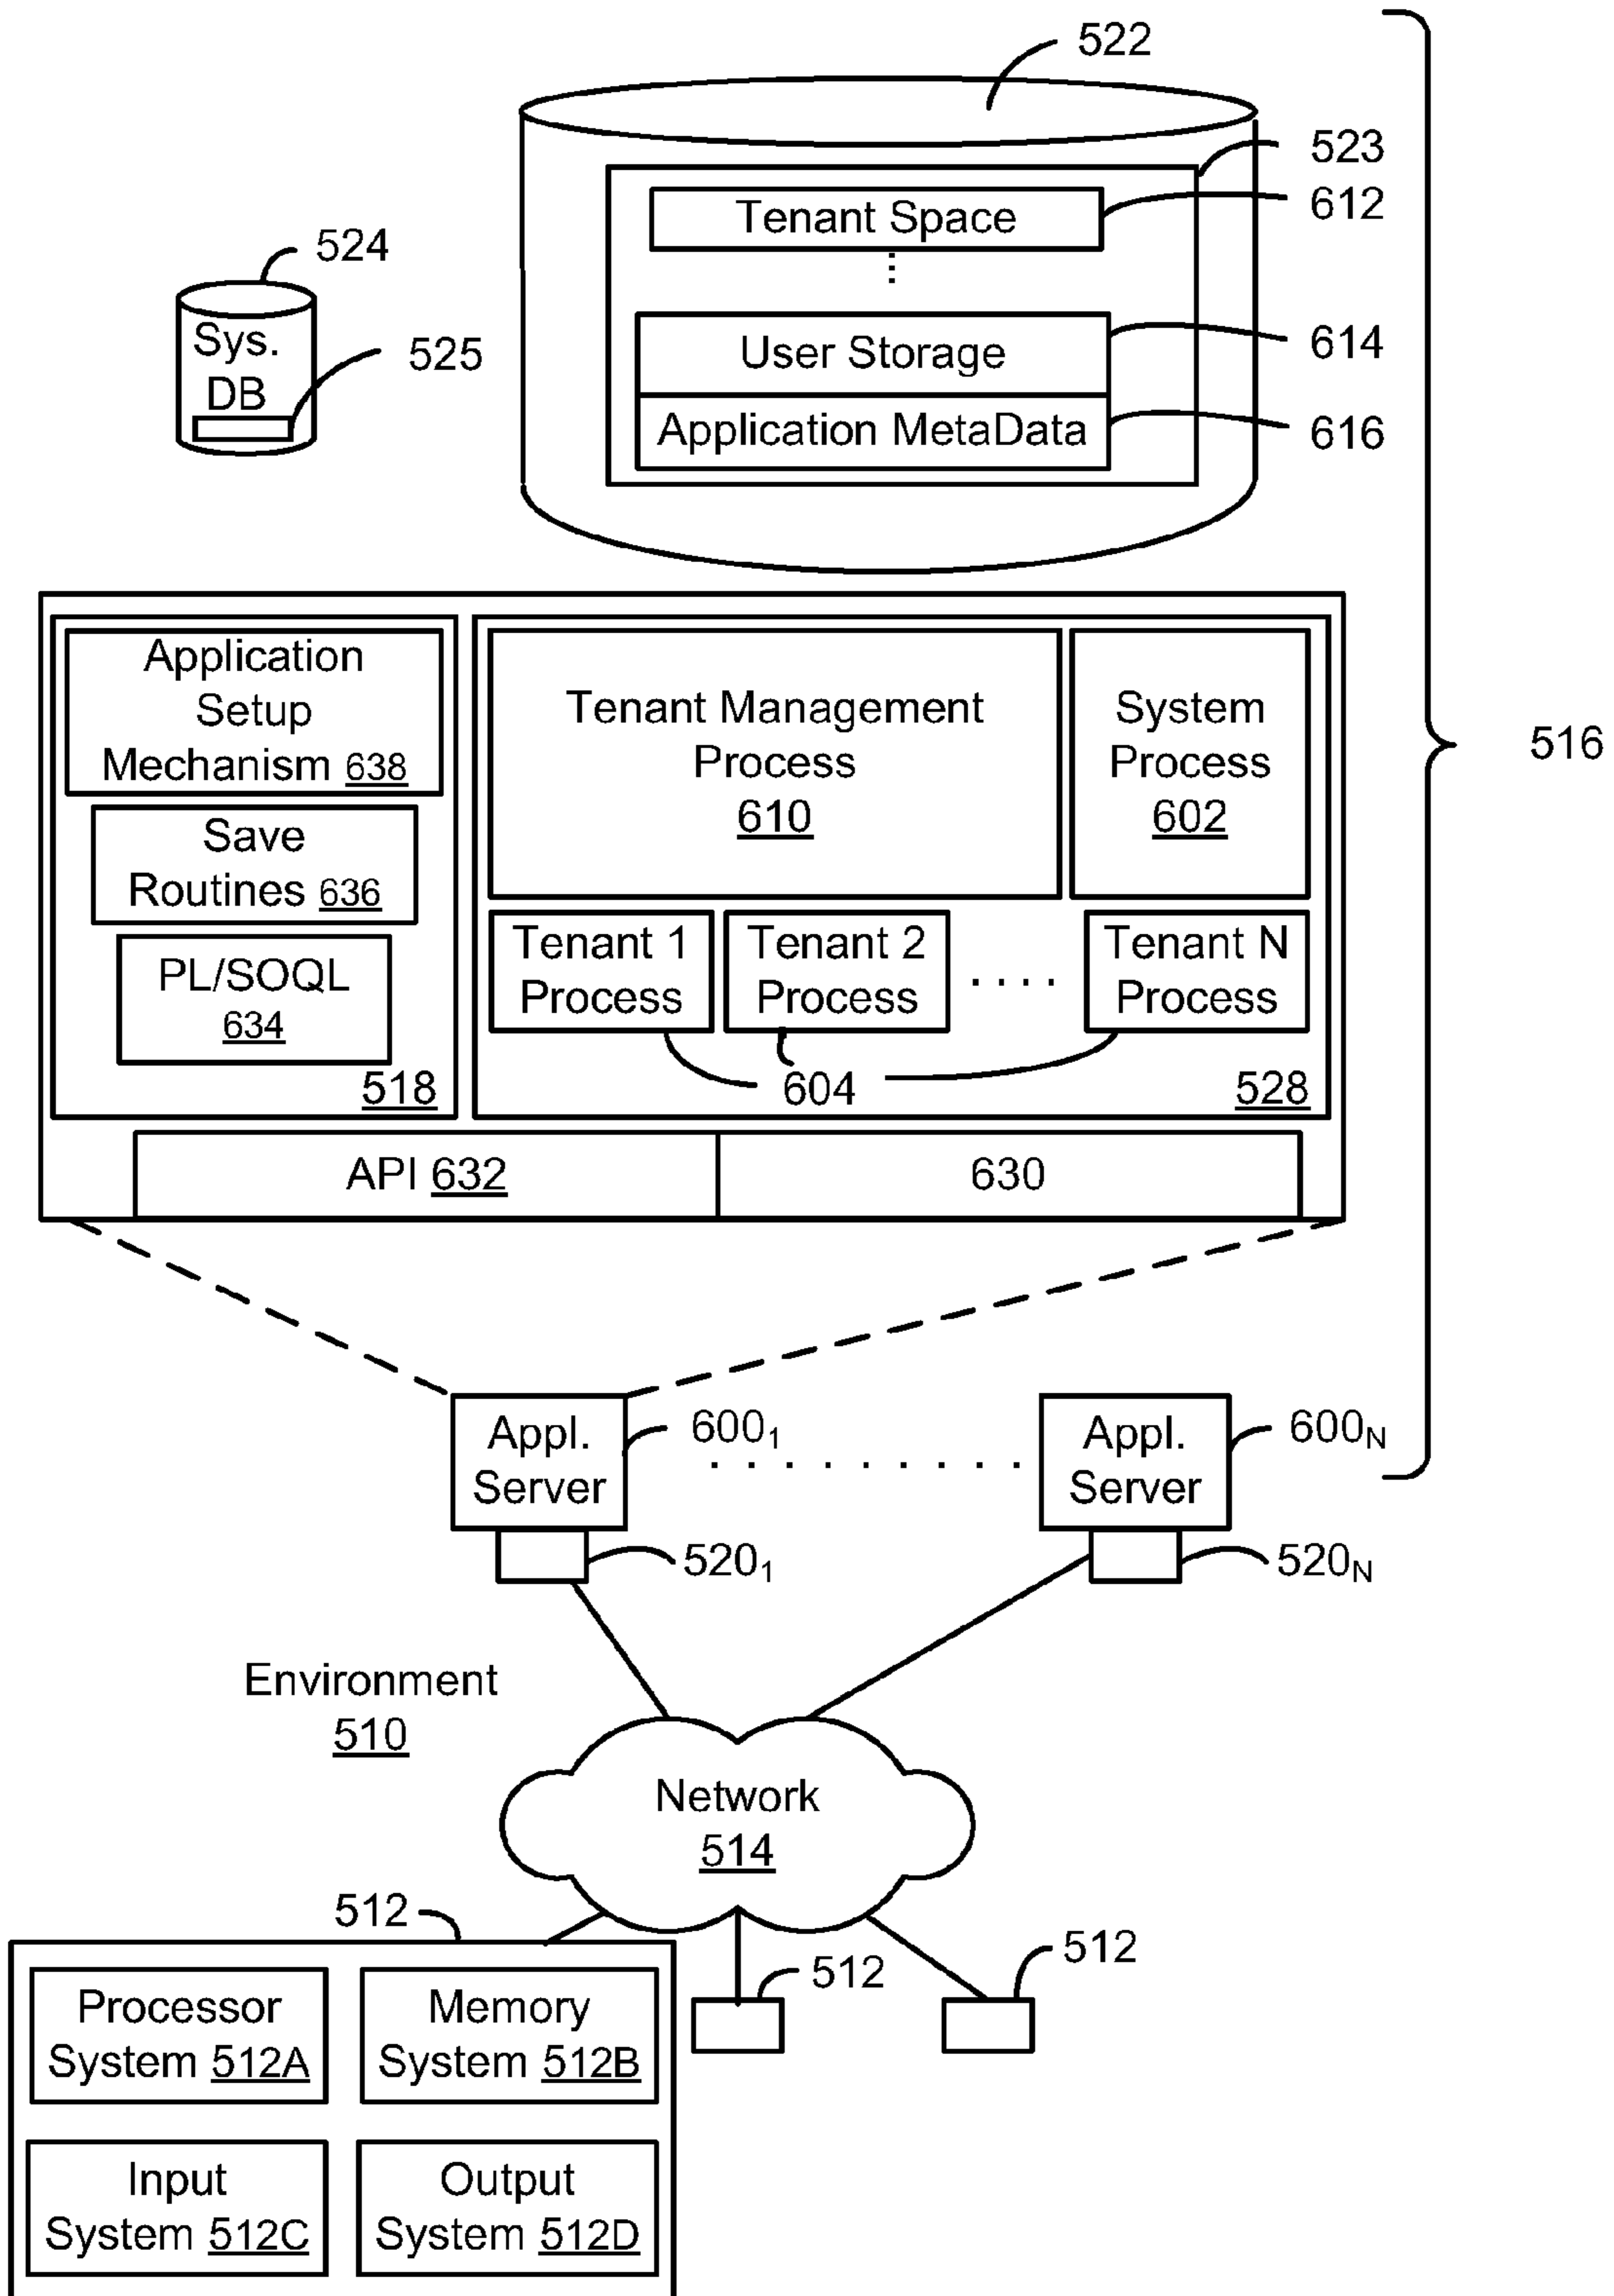 522
523
Tenant Space
612
524
Sys.
DB
525
User Storage
614
Application MetaData
616
516
Application
Setup
Mechanism 638
Save
Routines 636
PL/SOQL
634
518
Tenant Management
Process
610
System
Process
602
Tenant 1
Process
Tenant 2
Process
....
Tenant N
Process
604
528
API 632
630
Appl.
Server
600₁
.........
Appl.
Server
600N
520₁
520N
Environment
510
Network
514
512
512
512
Processor
System 512A
Memory
System 512B
Input
System 512C
Output
System 512D